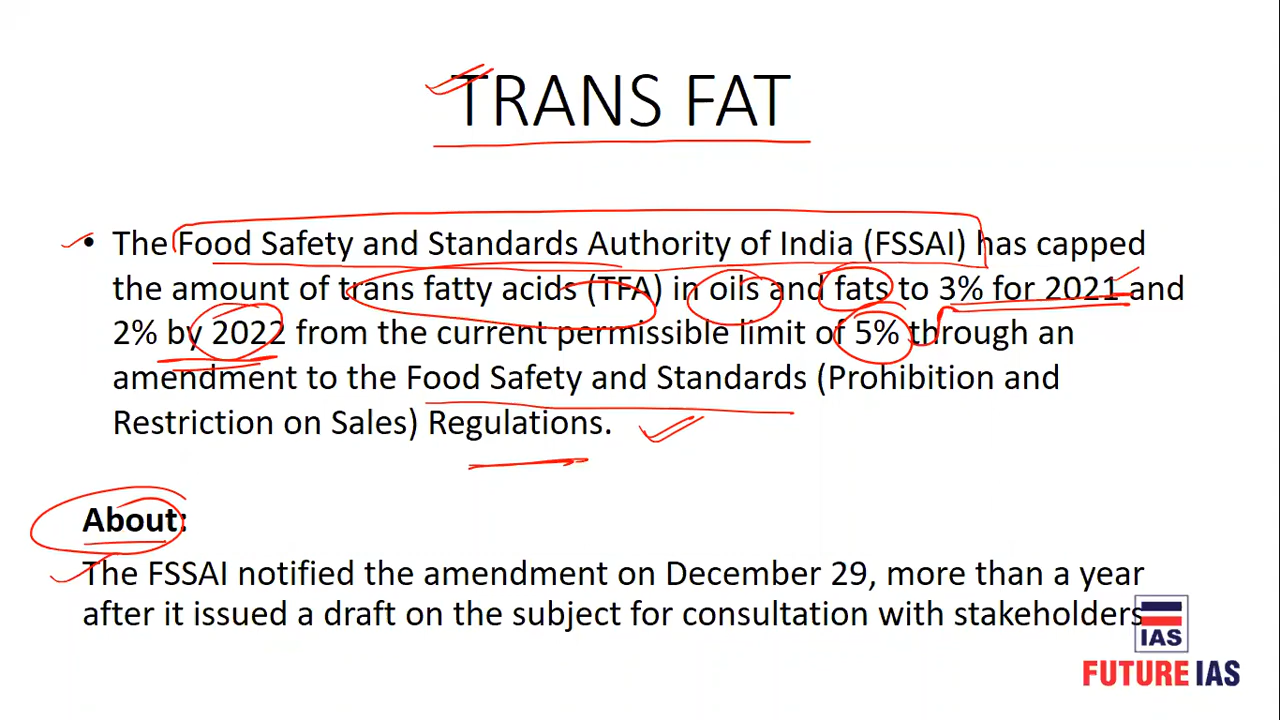 TRANS FAT
• The Food Safety and Standards Authority of India (FSSAI) has capped
the amount of trans fatty acids (TFA) in oils and fats to 3% for 2021 and
2% by 2022 from the current permissible limit of 5% through an
amendment to the Food Safety and Standards (Prohibition and
Restriction on Sales) Regulations.
About:
The FSSAI notified the amendment on December 29, more than a year
after it issued a draft on the subject for consultation with stakeholders
IAS
FUTURE IAS